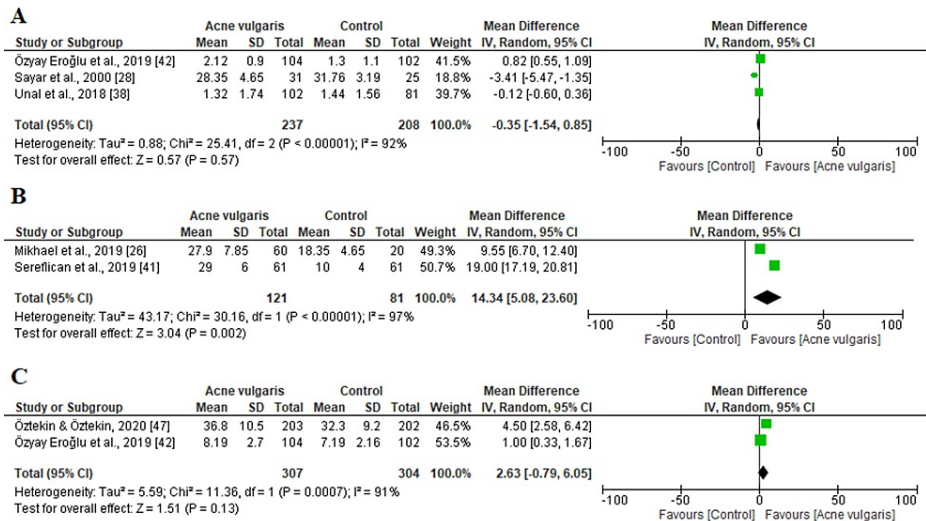 A
Acne vulgaris Control Mean Difference Mean Difference
Study or Subgroup Mean SD Total Mean SD Total Weight IV, Random, 95% CI IV, Random, 95% CI
Özyay Eroğlu et al., 2019 [42] 2.12 0.9 104 1.3 1.1 102 41.5% 0.82 [0.55, 1.09]
Sayar et al., 2000 [28] 28.35 4.65 31 31.76 3.19 25 18.8% -3.41 [-5.47, -1.35]
Unal et al., 2018 [38] 1.32 1.74 102 1.44 1.56 81 39.7% -0.12 [-0.60, 0.36]
Total (95% CI) 237 208 100.0% -0.35 [-1.54, 0.85]
Heterogeneity: Tau² = 0.88; Chi² = 25.41, df = 2 (P < 0.00001); I² = 92%
Test for overall effect: Z = 0.57 (P = 0.57)
-100 -50 0 50 100
Favours [Control] Favours [Acne vulgaris]
B
Acne vulgaris Control Mean Difference Mean Difference
Study or Subgroup Mean SD Total Mean SD Total Weight IV, Random, 95% CI IV, Random, 95% CI
Mikhael et al., 2019 [26] 27.9 7.85 60 18.35 4.65 20 49.3% 9.55 [6.70, 12.40]
Sereflican et al., 2019 [41] 29 6 61 10 4 61 50.7% 19.00 [17.19, 20.81]
Total (95% CI) 121 81 100.0% 14.34 [5.08, 23.60]
Heterogeneity: Tau² = 43.17; Chi² = 30.16, df = 1 (P < 0.00001); I² = 97%
Test for overall effect: Z = 3.04 (P = 0.002)
-100 -50 0 50 100
Favours [Control] Favours [Acne vulgaris]
C
Acne vulgaris Control Mean Difference Mean Difference
Study or Subgroup Mean SD Total Mean SD Total Weight IV, Random, 95% CI IV, Random, 95% CI
Öztekin & Öztekin, 2020 [47] 36.8 10.5 203 32.3 9.2 202 46.5% 4.50 [2.58, 6.42]
Özyay Eroğlu et al., 2019 [42] 8.19 2.7 104 7.19 2.16 102 53.5% 1.00 [0.33, 1.67]
Total (95% CI) 307 304 100.0% 2.63 [-0.79, 6.05]
Heterogeneity: Tau² = 5.59; Chi² = 11.36, df = 1 (P = 0.0007); I² = 91%
Test for overall effect: Z = 1.51 (P = 0.13)
-100 -50 0 50 100
Favours [Control] Favours [Acne vulgaris]